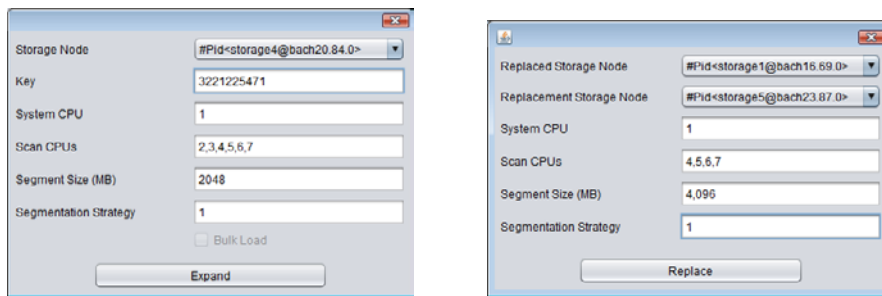 Storage Node #Pid<storage4@bach20.84.0>
Key 3221225471
System CPU 1
Scan CPUs 2,3,4,5,6,7
Segment Size (MB) 2048
Segmentation Strategy 1
Bulk Load
Expand
Replaced Storage Node #Pid<storage1@bach16.69.0>
Replacement Storage Node #Pid<storage5@bach23.87.0>
System CPU 1
Scan CPUs 4,5,6,7
Segment Size (MB) 4,096
Segmentation Strategy 1
Replace